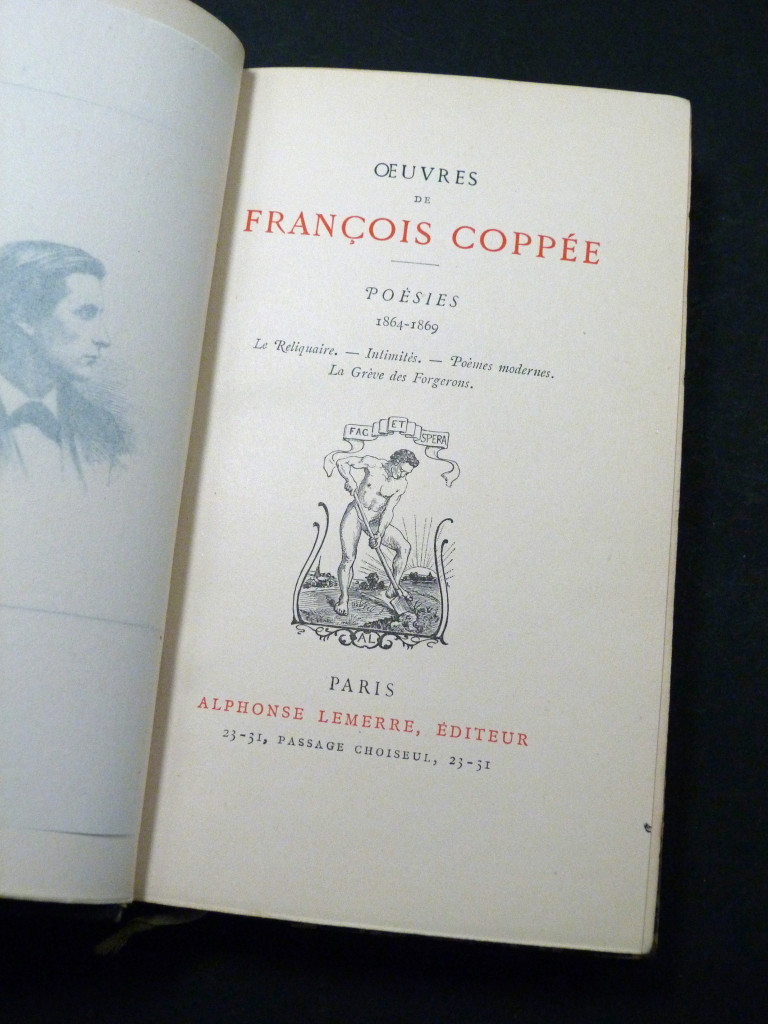 ŒUVRES
DE
FRANÇOIS COPPÉE
POÉSIES
1864-1869
Le Reliquaire. — Intimités. — Poèmes modernes.
La Grève des Forgerons.
FAC ET SPERA
AL
PARIS
ALPHONSE LEMERRE, ÉDITEUR
23-31, PASSAGE CHOISEUL, 23-31